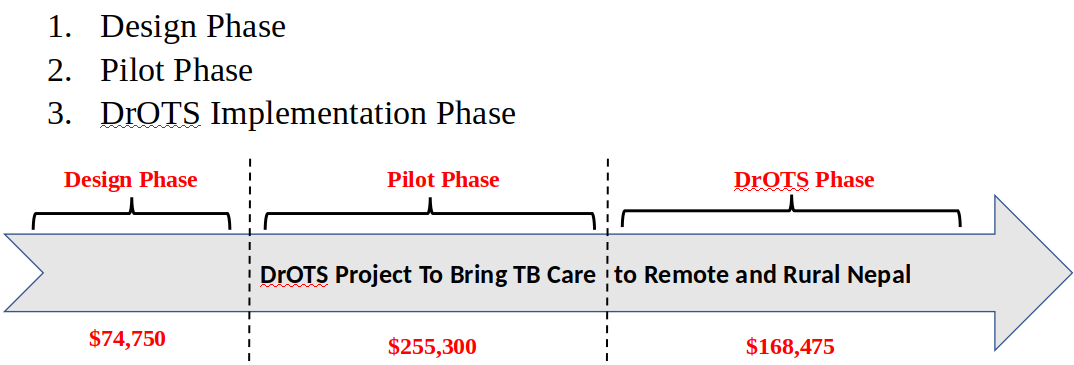 1. Design Phase
2. Pilot Phase
3. DrOTS Implementation Phase
Design Phase
Pilot Phase
DrOTS Phase
DrOTS Project To Bring TB Care to Remote and Rural Nepal
$74,750
$255,300
$168,475